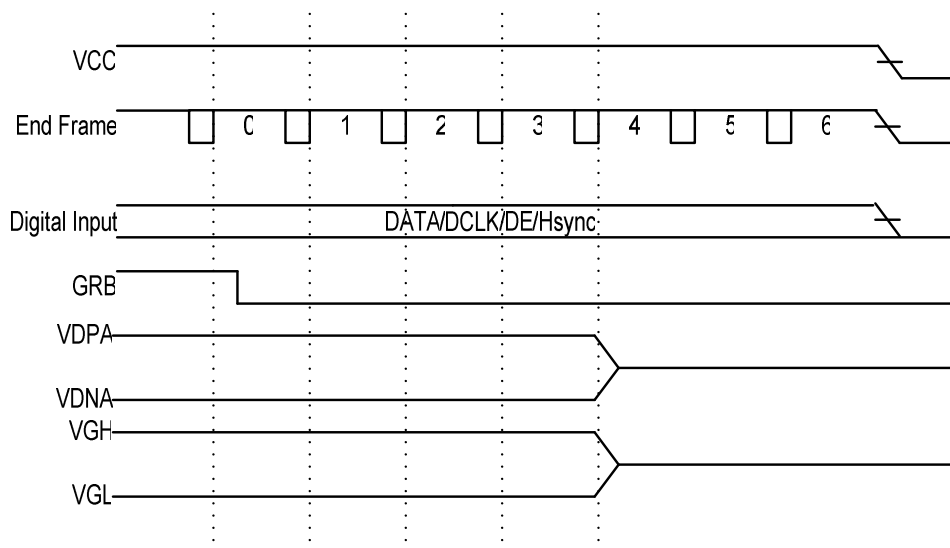 VCC
End Frame 0 1 2 3 4 5 6
Digital Input DATA/DCLK/DE/Hsync
GRB
VDPA
VDNA
VGH
VGL